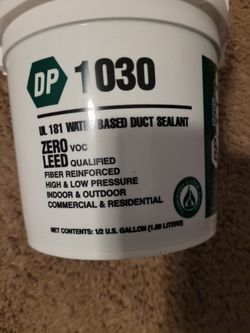 DP 1030
UL 181 WATER BASED DUCT SEALANT
ZERO VOC
LEED QUALIFIED
FIBER REINFORCED
HIGH & LOW PRESSURE
INDOOR & OUTDOOR
COMMERCIAL & RESIDENTIAL
NET CONTENTS: 1/2 U.S. GALLON (1.89 LITERS)
DP